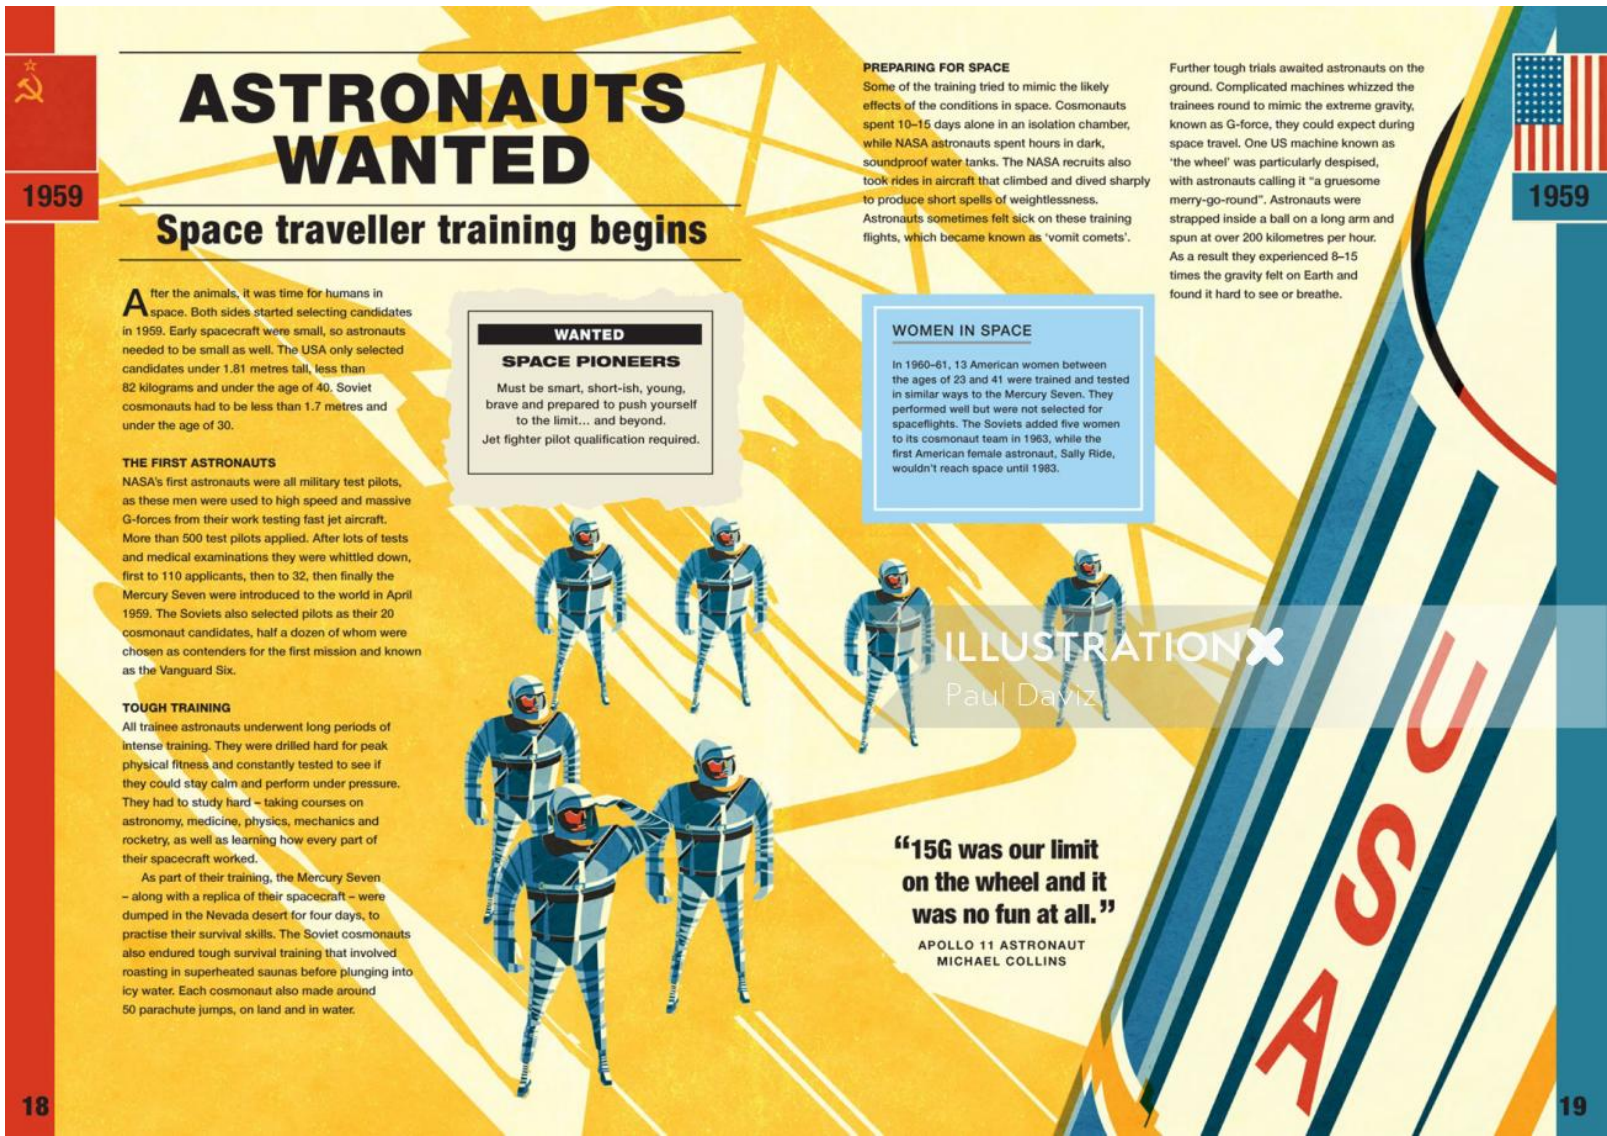 1959
ASTRONAUTS
WANTED
Space traveller training begins
After the animals, it was time for humans in
space. Both sides started selecting candidates
in 1959. Early spacecraft were small, so astronauts
needed to be small as well. The USA only selected
candidates under 1.81 metres tall, less than
82 kilograms and under the age of 40. Soviet
cosmonauts had to be less than 1.7 metres and
under the age of 30.
THE FIRST ASTRONAUTS
NASA's first astronauts were all military test pilots,
as these men were used to high speed and massive
G-forces from their work testing fast jet aircraft.
More than 500 test pilots applied. After lots of tests
and medical examinations they were whittled down,
first to 110 applicants, then to 32, then finally the
Mercury Seven were introduced to the world in April
1959. The Soviets also selected pilots as their 20
cosmonaut candidates, half a dozen of whom were
chosen as contenders for the first mission and known
as the Vanguard Six.
TOUGH TRAINING
All trainee astronauts underwent long periods of
intense training. They were drilled hard for peak
physical fitness and constantly tested to see if
they could stay calm and perform under pressure.
They had to study hard – taking courses on
astronomy, medicine, physics, mechanics and
rocketry, as well as learning how every part of
their spacecraft worked.
As part of their training, the Mercury Seven
– along with a replica of their spacecraft – were
dumped in the Nevada desert for four days, to
practise their survival skills. The Soviet cosmonauts
also endured tough survival training that involved
roasting in superheated saunas before plunging into
icy water. Each cosmonaut also made around
50 parachute jumps, on land and in water.
WANTED
SPACE PIONEERS
Must be smart, short-ish, young,
brave and prepared to push yourself
to the limit... and beyond.
Jet fighter pilot qualification required.
18
PREPARING FOR SPACE
Some of the training tried to mimic the likely
effects of the conditions in space. Cosmonauts
spent 10–15 days alone in an isolation chamber,
while NASA astronauts spent hours in dark,
soundproof water tanks. The NASA recruits also
took rides in aircraft that climbed and dived sharply
to produce short spells of weightlessness.
Astronauts sometimes felt sick on these training
flights, which became known as 'vomit comets'.
Further tough trials awaited astronauts on the
ground. Complicated machines whizzed the
trainees round to mimic the extreme gravity,
known as G-force, they could expect during
space travel. One US machine known as
'the wheel' was particularly despised,
with astronauts calling it "a gruesome
merry-go-round". Astronauts were
strapped inside a ball on a long arm and
spun at over 200 kilometres per hour.
As a result they experienced 8–15
times the gravity felt on Earth and
found it hard to see or breathe.
1959
WOMEN IN SPACE
In 1960–61, 13 American women between
the ages of 23 and 41 were trained and tested
in similar ways to the Mercury Seven. They
performed well but were not selected for
spaceflights. The Soviets added five women
to its cosmonaut team in 1963, while the
first American female astronaut, Sally Ride,
wouldn't reach space until 1983.
ILLUSTRATIONX
Paul Daviz
"15G was our limit
on the wheel and it
was no fun at all."
APOLLO 11 ASTRONAUT
MICHAEL COLLINS
USA
19